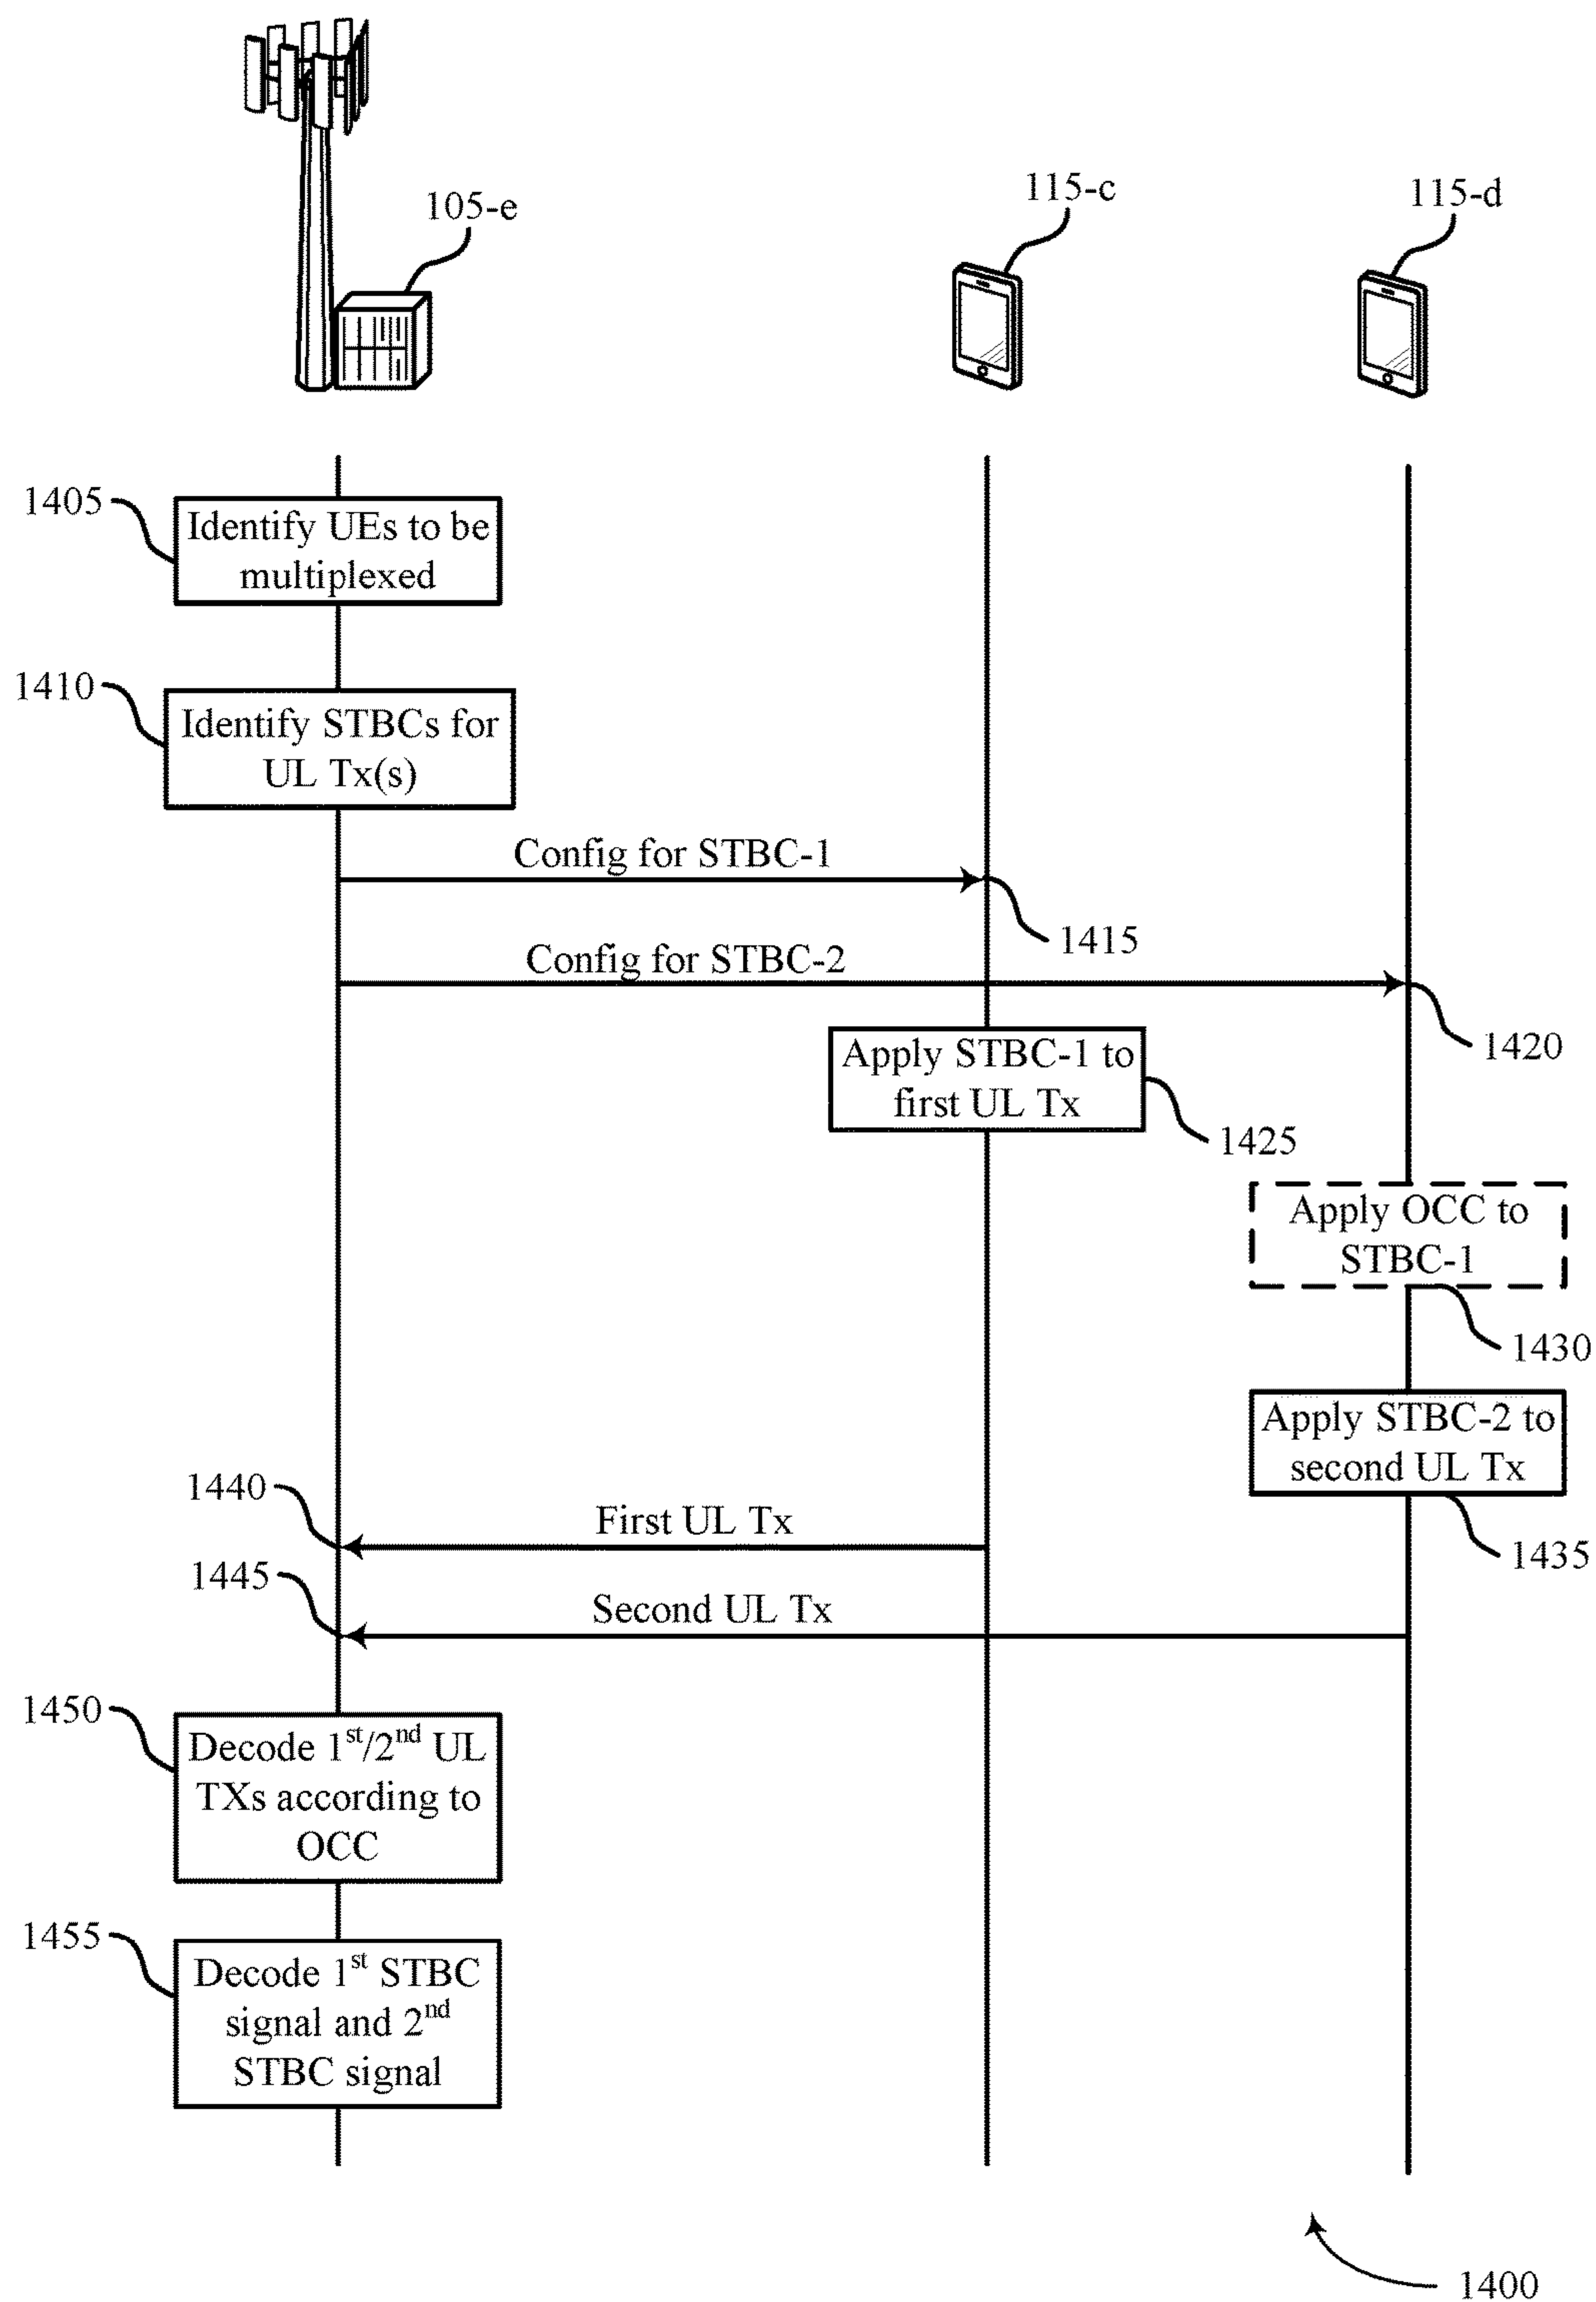 105-e
115-c
115-d
1405
Identify UEs to be
multiplexed
1410
Identify STBCs for
UL Tx(s)
Config for STBC-1
1415
Config for STBC-2
1420
Apply STBC-1 to
first UL Tx
1425
Apply OCC to
STBC-1
1430
Apply STBC-2 to
second UL Tx
1435
1440
First UL Tx
1445
Second UL Tx
1450
Decode 1st/2nd UL
TXs according to
OCC
1455
Decode 1st STBC
signal and 2nd
STBC signal
1400